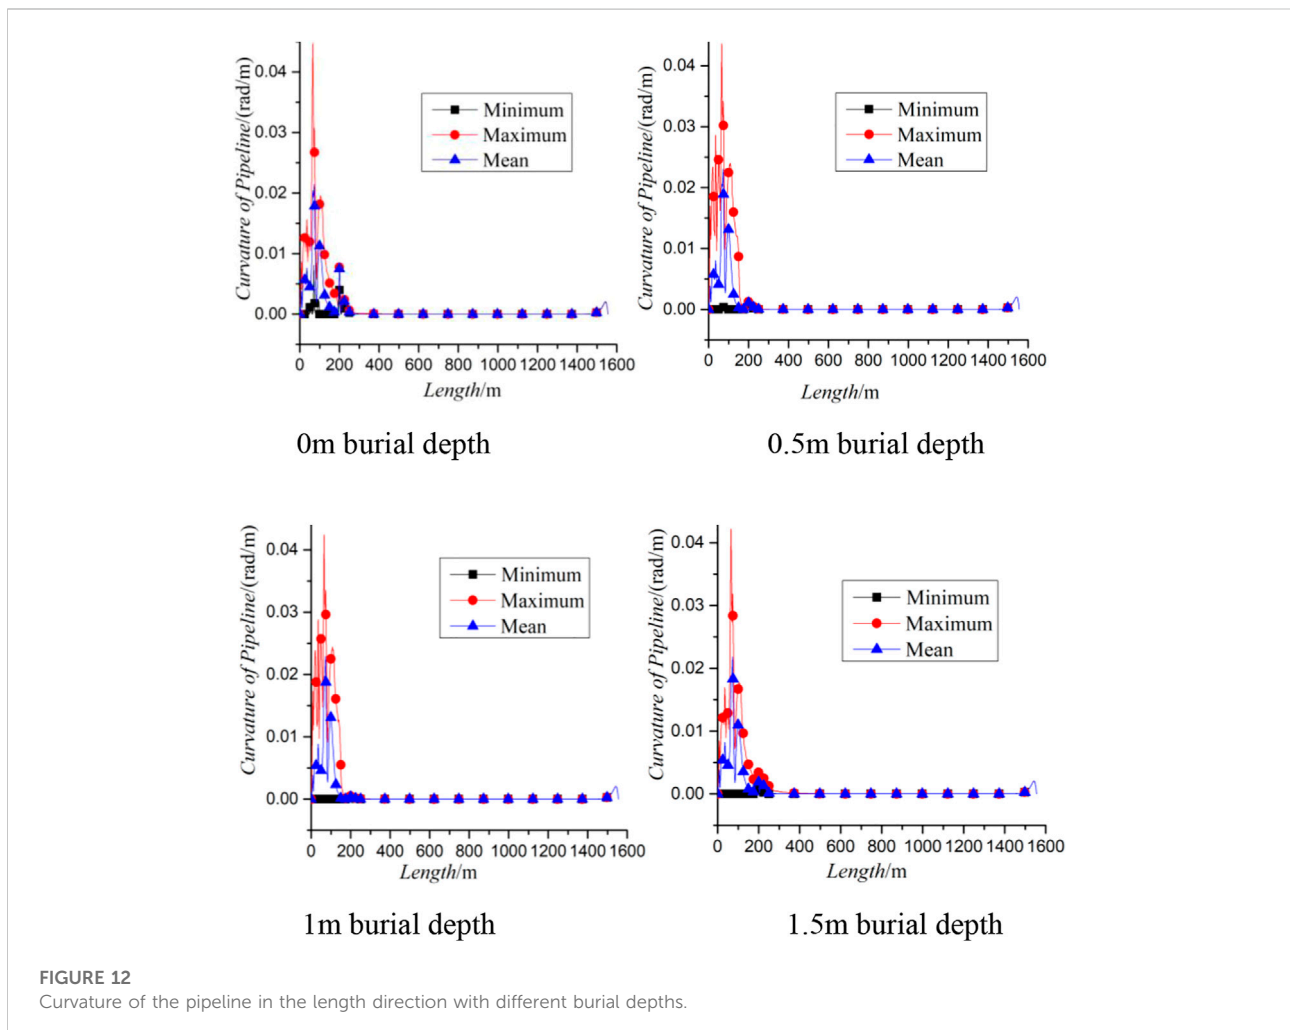 Curvature of Pipeline/(rad/m)
0.04
0.03
0.02
0.01
0.00
Minimum
Maximum
Mean
0 200 400 600 800 1000 1200 1400 1600
Length/m
0m burial depth
Curvature of Pipeline/(rad/m)
0.04
0.03
0.02
0.01
0.00
Minimum
Maximum
Mean
0 200 400 600 800 1000 1200 1400 1600
Length/m
0.5m burial depth
Curvature of Pipeline/(rad/m)
0.04
0.03
0.02
0.01
0.00
Minimum
Maximum
Mean
0 200 400 600 800 1000 1200 1400 1600
Length/m
1m burial depth
Curvature of Pipeline/(rad/m)
0.04
0.03
0.02
0.01
0.00
Minimum
Maximum
Mean
0 200 400 600 800 1000 1200 1400 1600
Length/m
1.5m burial depth
FIGURE 12
Curvature of the pipeline in the length direction with different burial depths.